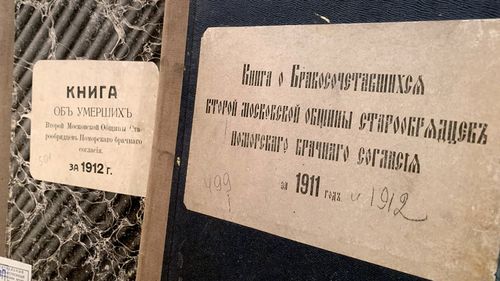 КНИГА
ОБЪ УМЕРШИХЪ
Второй Московской Общины Ста-
рообрядцевъ Поморскаго брачнаго
согласія.
ЗА 1912 г.
Книга о Бракосочетавшихся
второй московской общины старообрядцевъ
поморскаго брачнаго согласія
за 1911 годъ и 1912
499